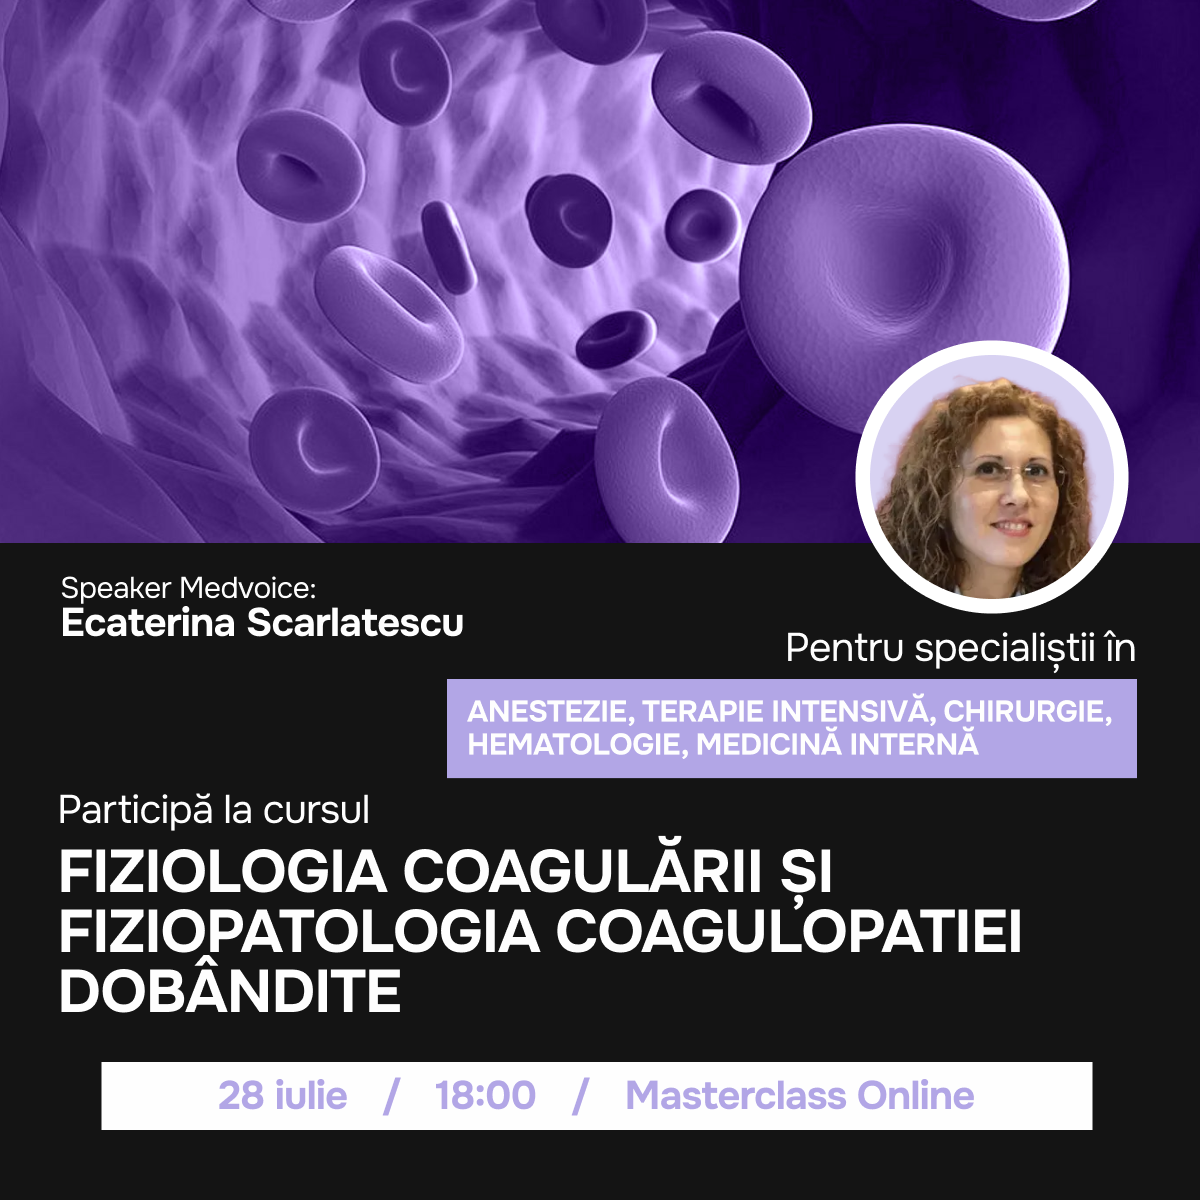 Speaker Medvoice:
Ecaterina Scarlatescu
Pentru specialiștii în
ANESTEZIE, TERAPIE INTENSIVĂ, CHIRURGIE,
HEMATOLOGIE, MEDICINĂ INTERNĂ
Participă la cursul
FIZIOLOGIA COAGULĂRII ȘI
FIZIOPATOLOGIA COAGULOPATIEI
DOBÂNDITE
28 iulie / 18:00 / Masterclass Online